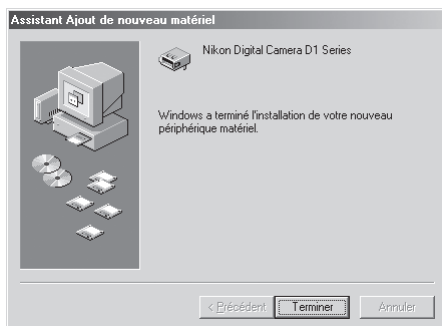 Assistant Ajout de nouveau matériel
Nikon Digital Camera D1 Series
Windows a terminé l'installation de votre nouveau
périphérique matériel.
< Précédent
Terminer
Annuler